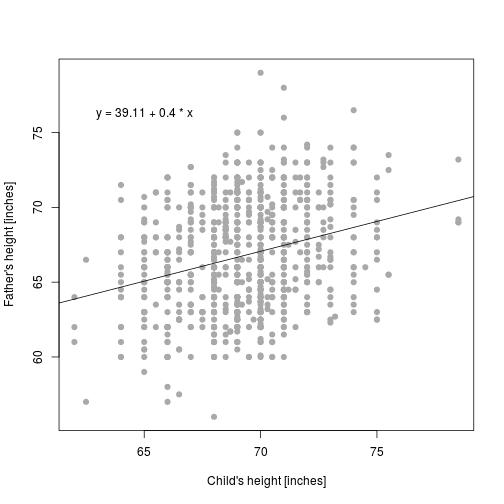 y = 39.11 + 0.4 * x
Father's height [inches]
75
70
65
60
65 70 75
Child's height [inches]